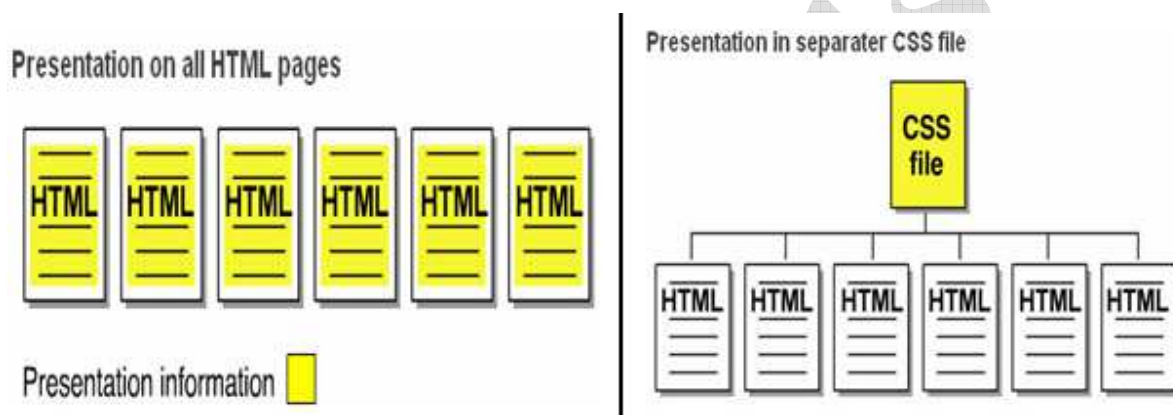 Presentation on all HTML pages
HTML HTML HTML HTML HTML HTML
Presentation information
Presentation in separater CSS file
CSS
file
HTML HTML HTML HTML HTML HTML